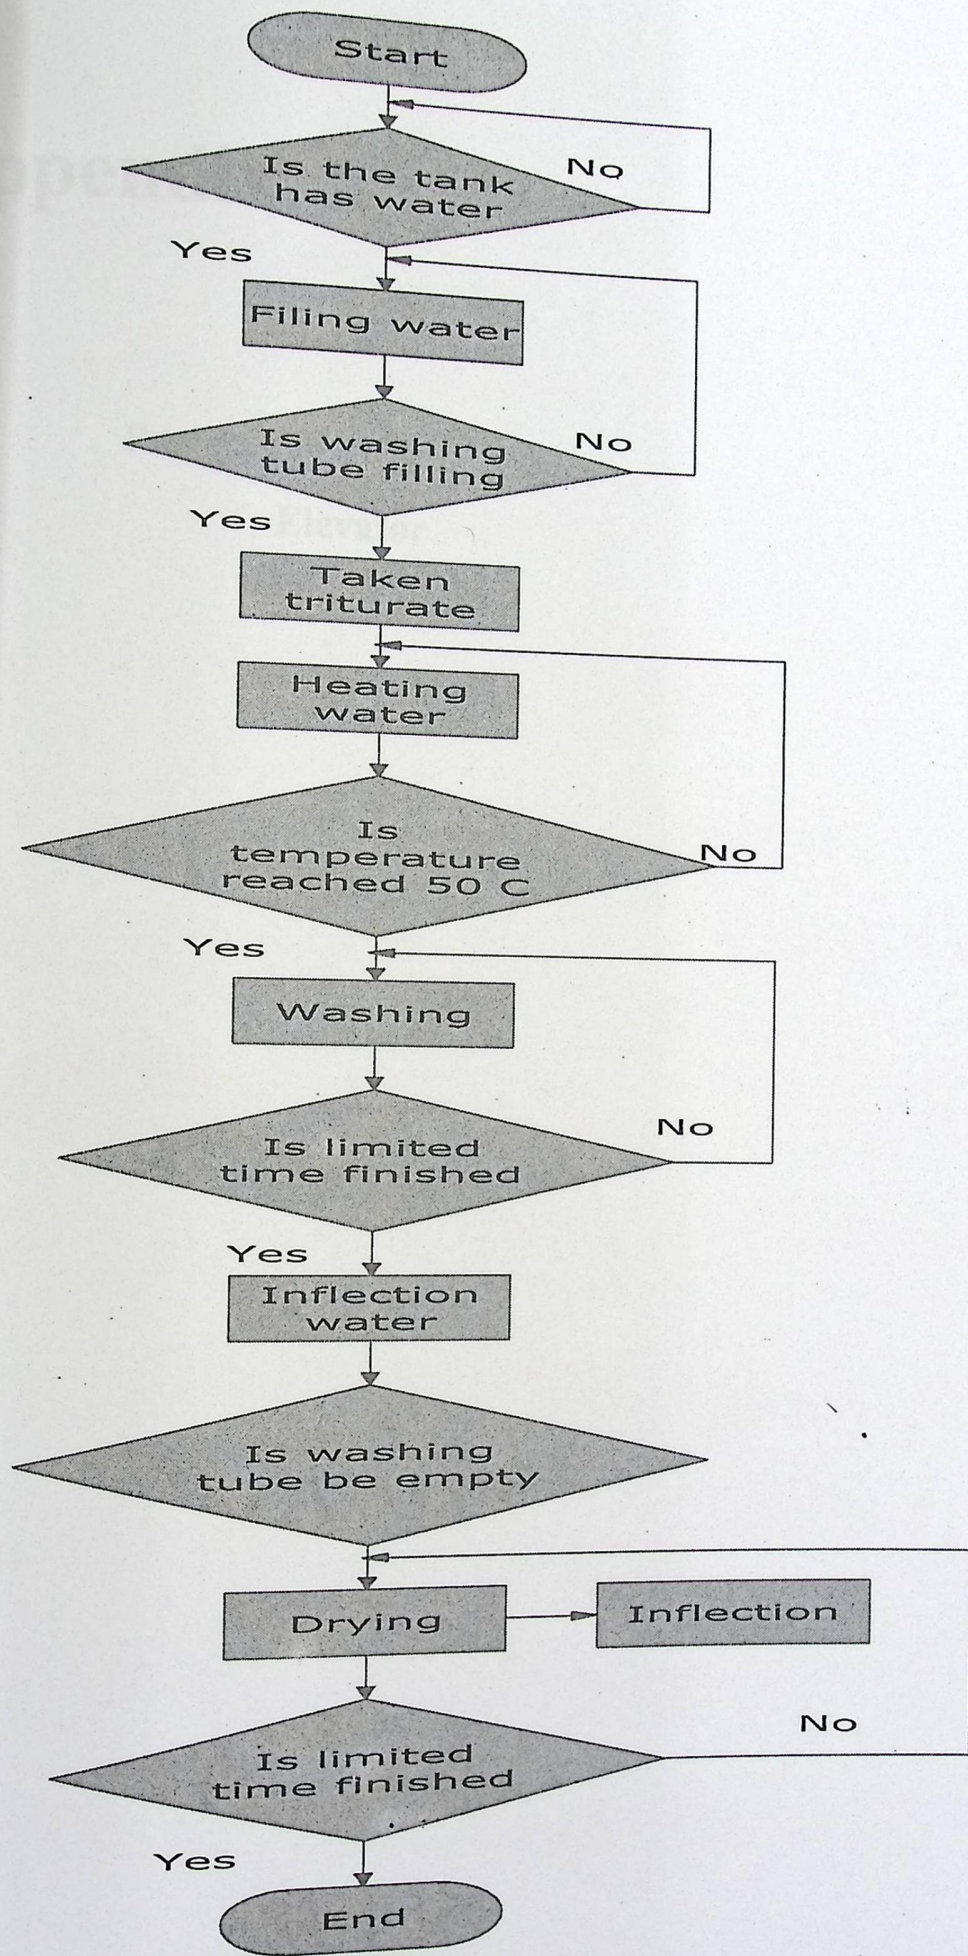 Start
Is the tank
has water
No
Yes
Filing water
Is washing
tube filling
No
Yes
Elevator
Taken
triturate
Heating
water
Is
temperature
reached 50 C
No
Yes
Washing
Is limited
time finished
No
Yes
Inflection
water
Is washing
tube be empty
Drying
Inflection
Is limited
time finished
No
Yes
End